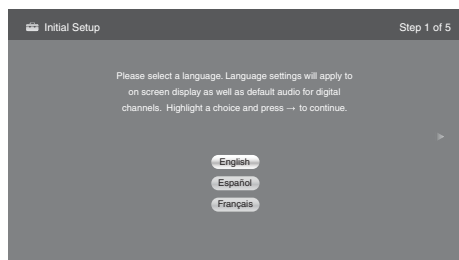 Initial Setup
Step 1 of 5
Please select a language. Language settings will apply to
on screen display as well as default audio for digital
channels. Highlight a choice and press → to continue.
English
Español
Français